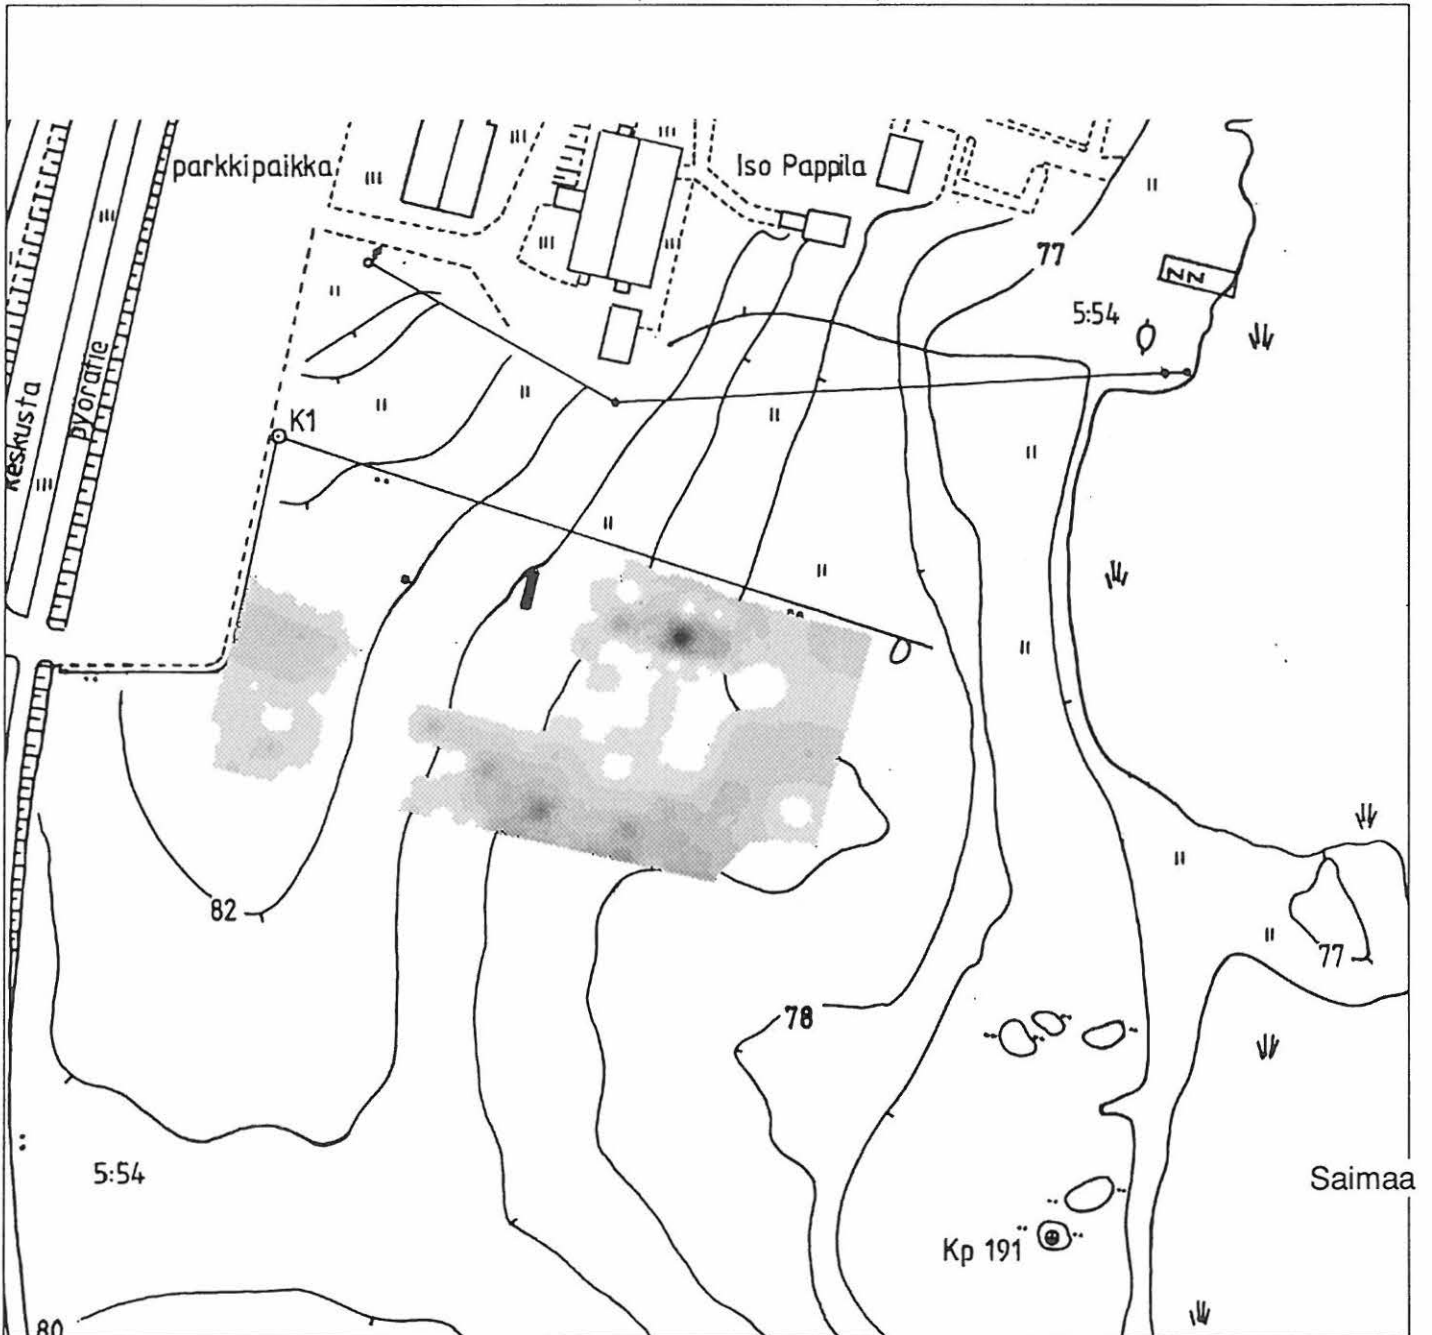 parkkipaikka
Iso Pappila
77
5:54
K1
keskusta
pyörätie
82
77
78
5:54
Saimaa
Kp 191
80